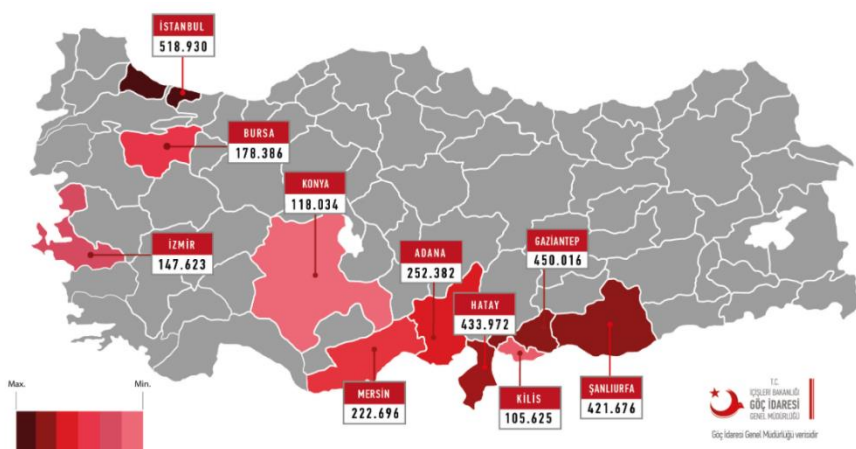 İSTANBUL
518.930
BURSA
178.386
KONYA
118.034
İZMİR
147.623
ADANA
252.382
GAZİANTEP
450.016
HATAY
433.972
MERSİN
222.696
KİLİS
105.625
ŞANLIURFA
421.676
Max.
Min.
T.C.
İÇİŞLERİ BAKANLIĞI
GÖÇ İDARESİ
GENEL MÜDÜRLÜĞÜ
Göç İdaresi Genel Müdürlüğü verisidir